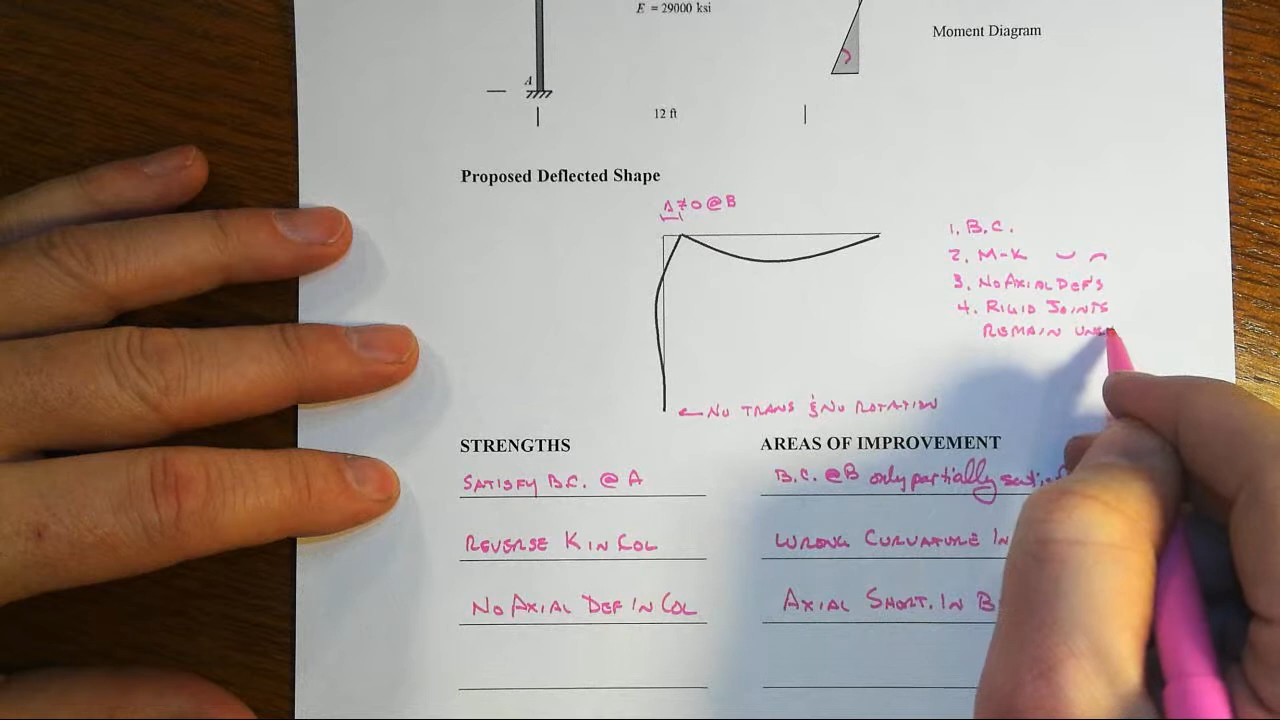 E = 29000 ksi
Moment Diagram
A
12 ft
Proposed Deflected Shape
Δ≠0@B
1. B.C.
2. M-K
3. NO AXIAL DEF'S
4. RIGID JOINTS
REMAIN
← NO TRANS & NO ROTATION
STRENGTHS
AREAS OF IMPROVEMENT
SATISFY B.C. @ A
B.C. @B only partially
REVERSE K IN COL
WRONG CURVATURE IN
NO AXIAL DEF IN COL
AXIAL SHORT. IN B